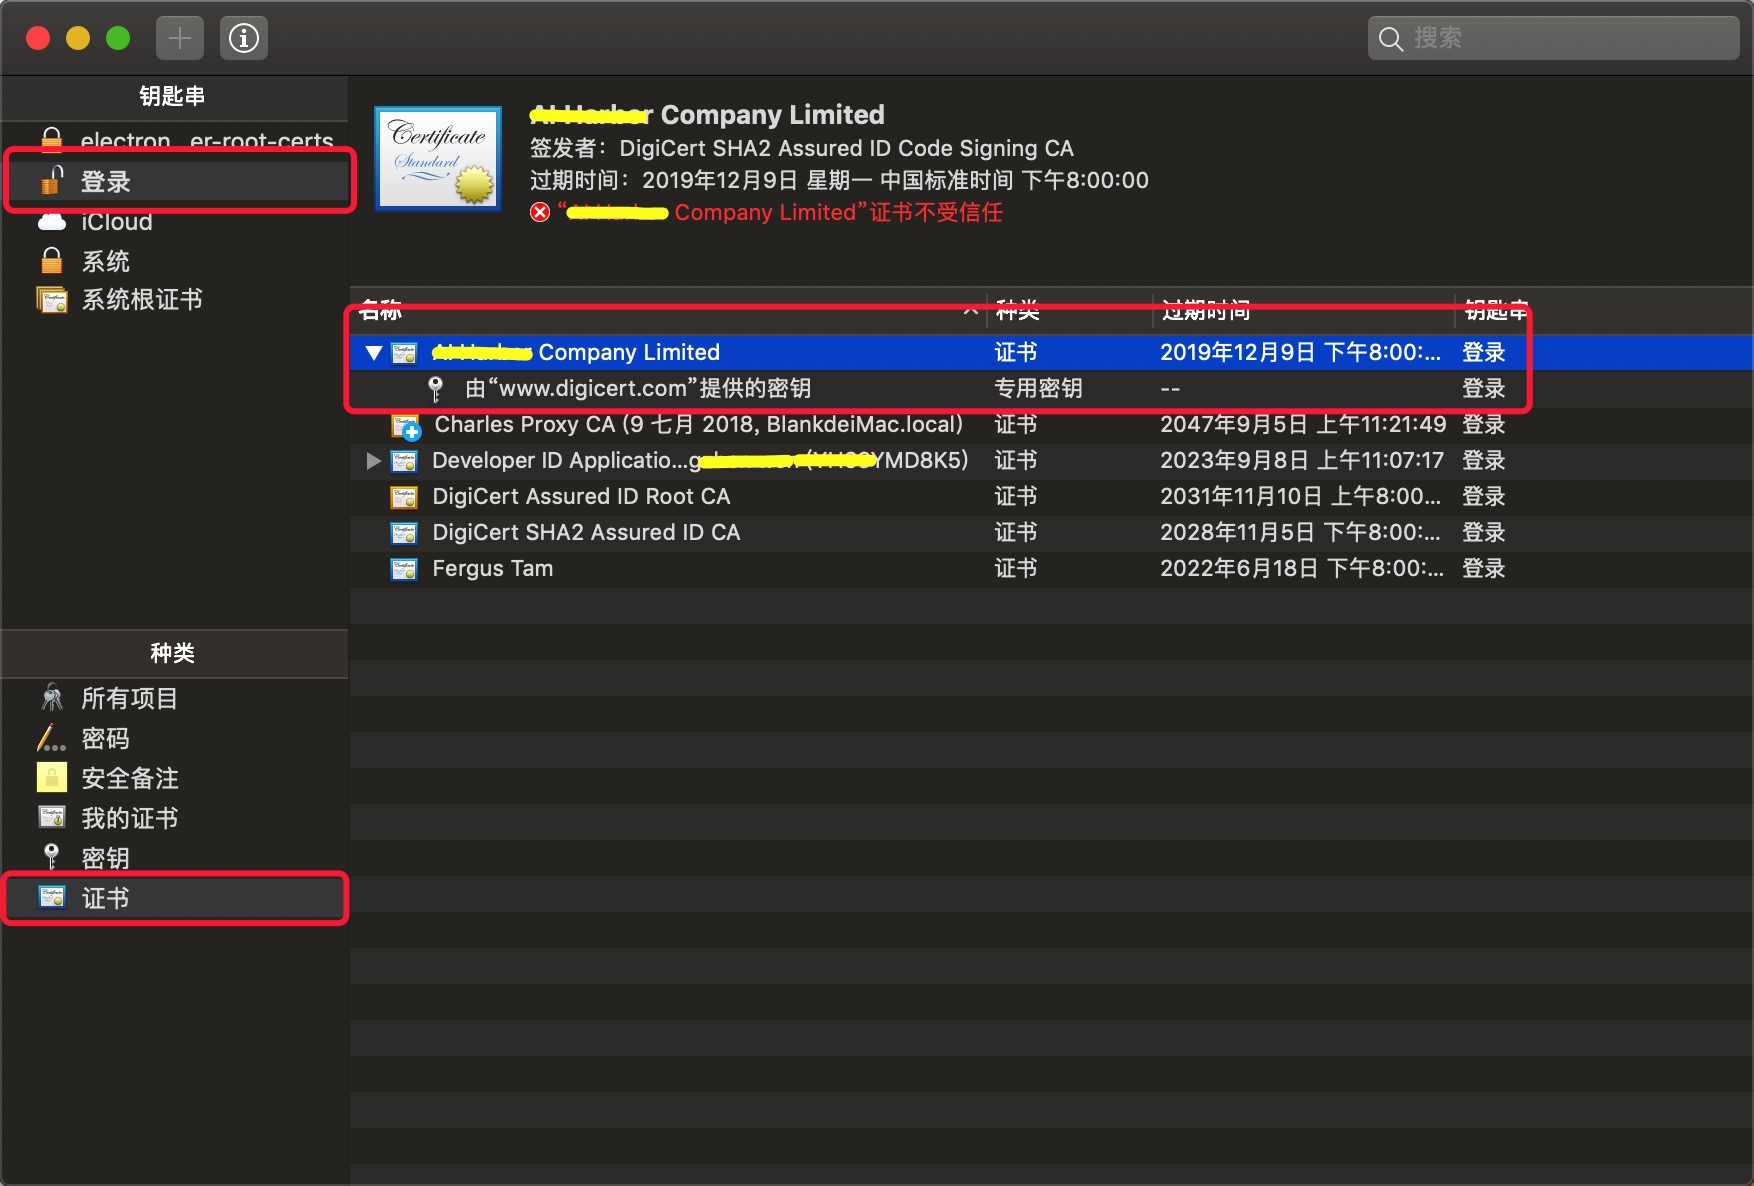 搜索
钥匙串
electron...er-root-certs
登录
iCloud
系统
系统根证书
Certificate
Standard
Company Limited
签发者：DigiCert SHA2 Assured ID Code Signing CA
过期时间：2019年12月9日 星期一 中国标准时间 下午8:00:00
“ Company Limited”证书不受信任
名称 种类 过期时间 钥匙串
Company Limited 证书 2019年12月9日 下午8:00:... 登录
由“www.digicert.com”提供的密钥 专用密钥 -- 登录
Charles Proxy CA (9 七月 2018, BlankdeiMac.local) 证书 2047年9月5日 上午11:21:49 登录
Developer ID Applicatio...g YMD8K5) 证书 2023年9月8日 上午11:07:17 登录
DigiCert Assured ID Root CA 证书 2031年11月10日 上午8:00... 登录
DigiCert SHA2 Assured ID CA 证书 2028年11月5日 下午8:00:... 登录
Fergus Tam 证书 2022年6月18日 下午8:00:... 登录
种类
所有项目
密码
安全备注
我的证书
密钥
证书